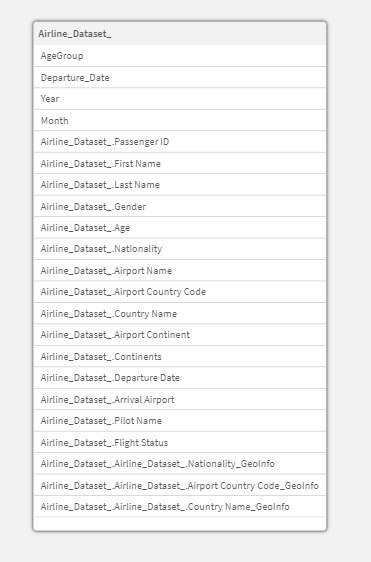 Airline_Dataset_
AgeGroup
Departure_Date
Year
Month
Airline_Dataset_.Passenger ID
Airline_Dataset_.First Name
Airline_Dataset_.Last Name
Airline_Dataset_.Gender
Airline_Dataset_.Age
Airline_Dataset_.Nationality
Airline_Dataset_.Airport Name
Airline_Dataset_.Airport Country Code
Airline_Dataset_.Country Name
Airline_Dataset_.Airport Continent
Airline_Dataset_.Continents
Airline_Dataset_.Departure Date
Airline_Dataset_.Arrival Airport
Airline_Dataset_.Pilot Name
Airline_Dataset_.Flight Status
Airline_Dataset_.Airline_Dataset_.Nationality_GeoInfo
Airline_Dataset_.Airline_Dataset_.Airport Country Code_GeoInfo
Airline_Dataset_.Airline_Dataset_.Country Name_GeoInfo